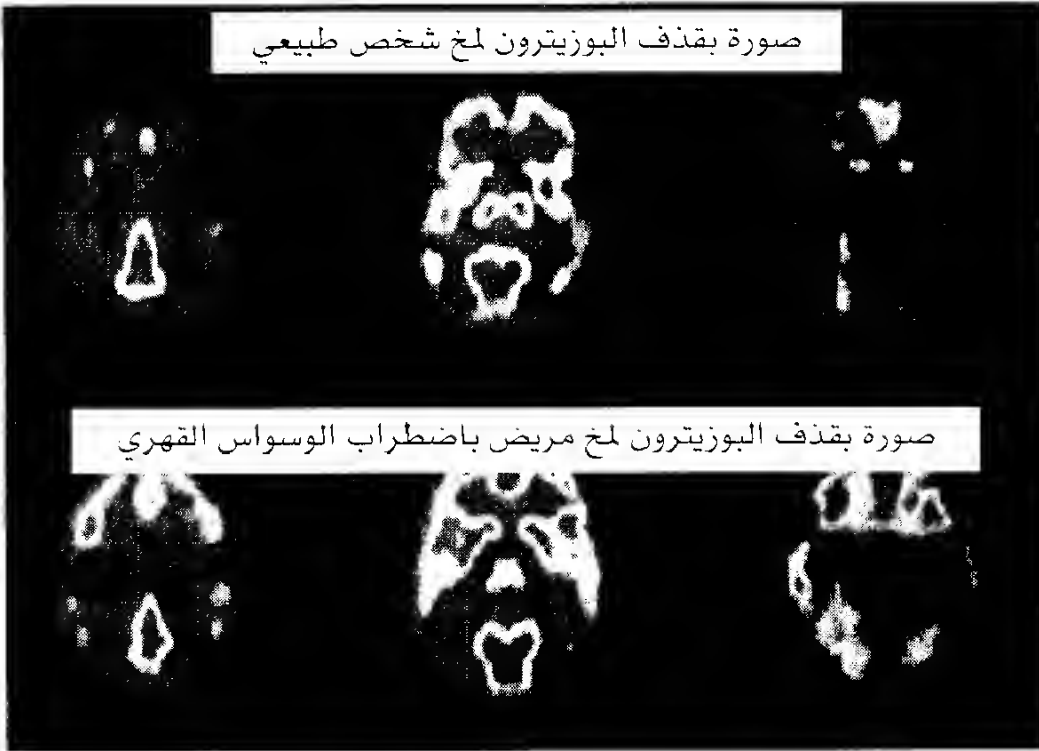 صورة بقذف البوزيترون لمخ شخص طبيعي
صورة بقذف البوزيترون لمخ مريض باضطراب الوسواس القهري